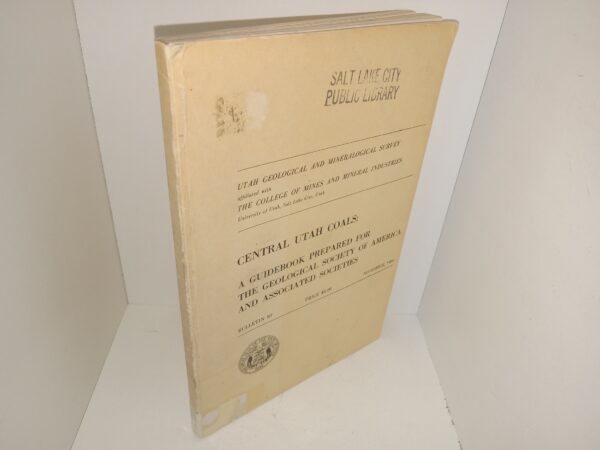 SALT LAKE CITY
PUBLIC LIBRARY
UTAH GEOLOGICAL AND MINERALOGICAL SURVEY
affiliated with
THE COLLEGE OF MINES AND MINERAL INDUSTRIES
University of Utah, Salt Lake City, Utah
CENTRAL UTAH COALS:
A GUIDEBOOK PREPARED FOR
THE GEOLOGICAL SOCIETY OF AMERICA
AND ASSOCIATED SOCIETIES
BULLETIN 80 PRICE